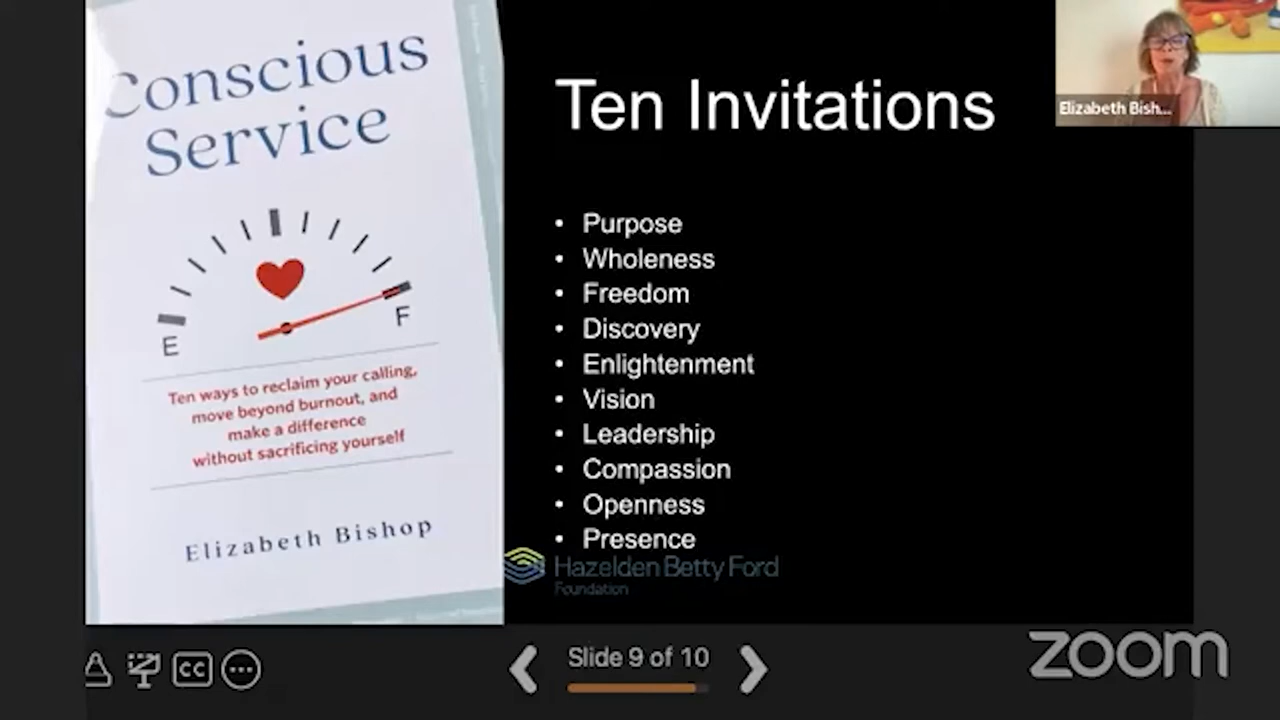 Conscious
Service
E
F
Ten ways to reclaim your calling,
move beyond burnout, and
make a difference
without sacrificing yourself
Elizabeth Bishop
Ten Invitations
• Purpose
• Wholeness
• Freedom
• Discovery
• Enlightenment
• Vision
• Leadership
• Compassion
• Openness
• Presence
Hazelden Betty Ford
Foundation
Elizabeth Bish...
CC
Slide 9 of 10
zoom